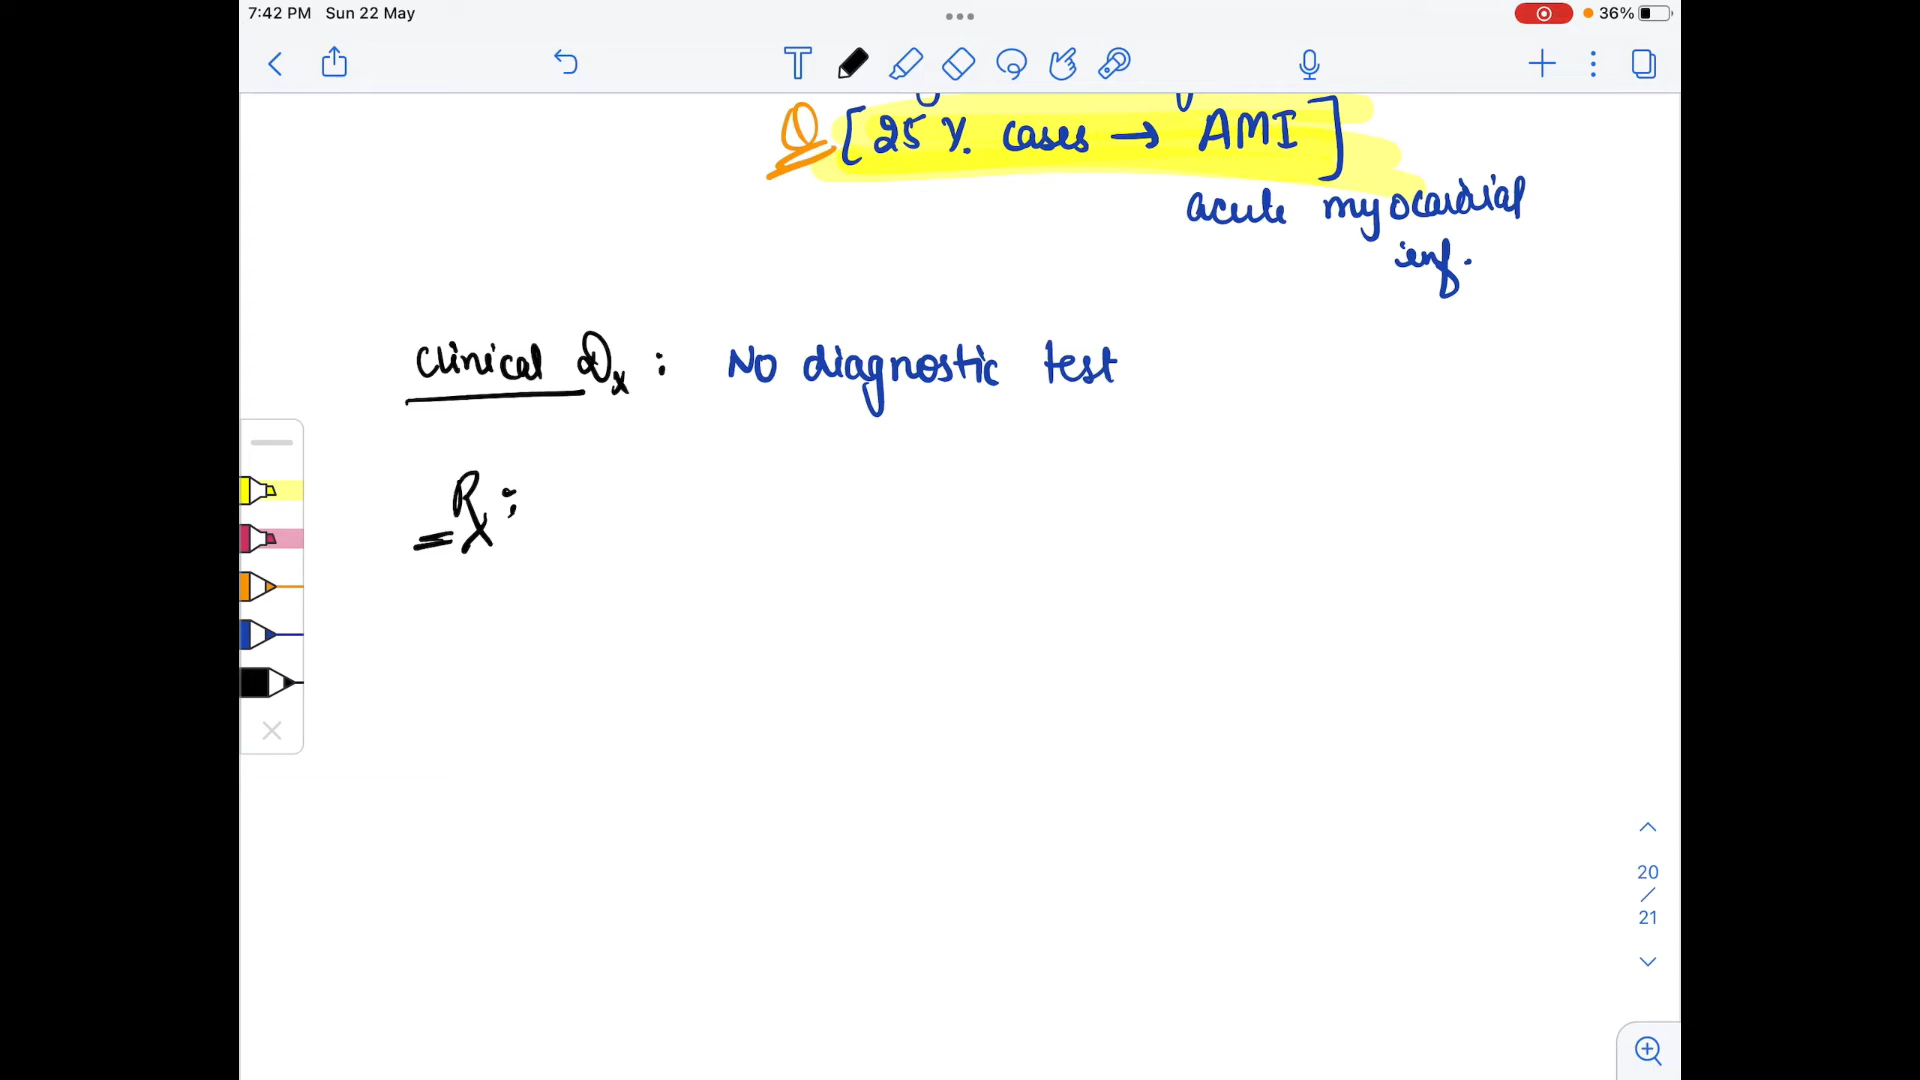 7:42 PM Sun 22 May
36%
T
Q [25 %. cases → AMI]
acute myocardial
inf.
Clinical Dx : No diagnostic test
Rx :
20
/
21